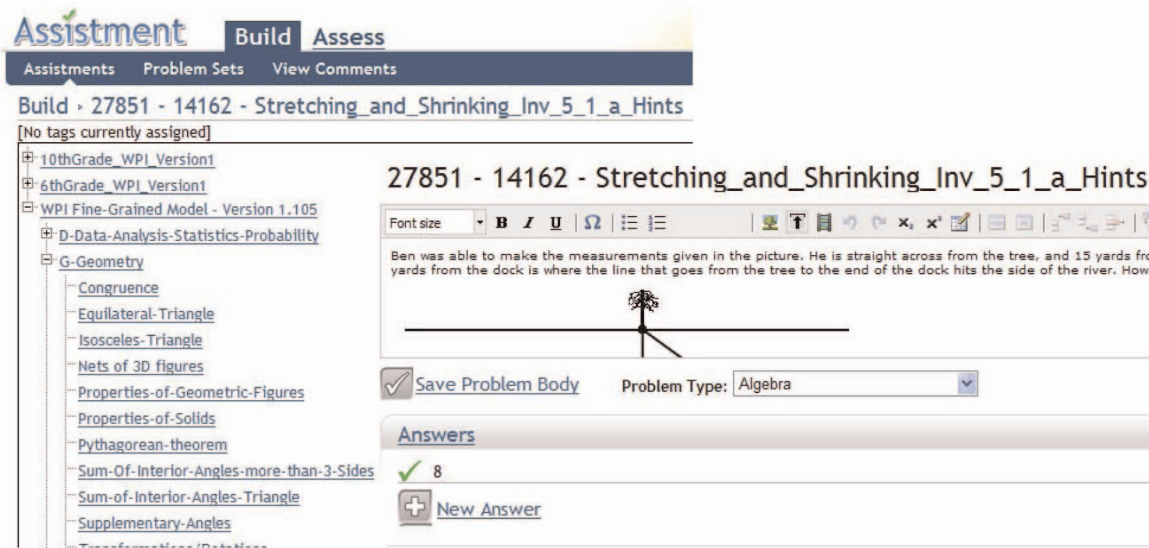 Assistment
Build Assess
Assistments Problem Sets View Comments
Build › 27851 - 14162 - Stretching_and_Shrinking_Inv_5_1_a_Hints
[No tags currently assigned]
10thGrade_WPI_Version1
6thGrade_WPI_Version1
WPI Fine-Grained Model - Version 1.105
D-Data-Analysis-Statistics-Probability
G-Geometry
Congruence
Equilateral-Triangle
Isosceles-Triangle
Nets of 3D figures
Properties-of-Geometric-Figures
Properties-of-Solids
Pythagorean-theorem
Sum-Of-Interior-Angles-more-than-3-Sides
Sum-of-Interior-Angles-Triangle
Supplementary-Angles
27851 - 14162 - Stretching_and_Shrinking_Inv_5_1_a_Hints
Font size B I U Ω x₂ x²
Ben was able to make the measurements given in the picture. He is straight across from the tree, and 15 yards
yards from the dock is where the line that goes from the tree to the end of the dock hits the side of the river.
Save Problem Body Problem Type: Algebra
Answers
8
New Answer